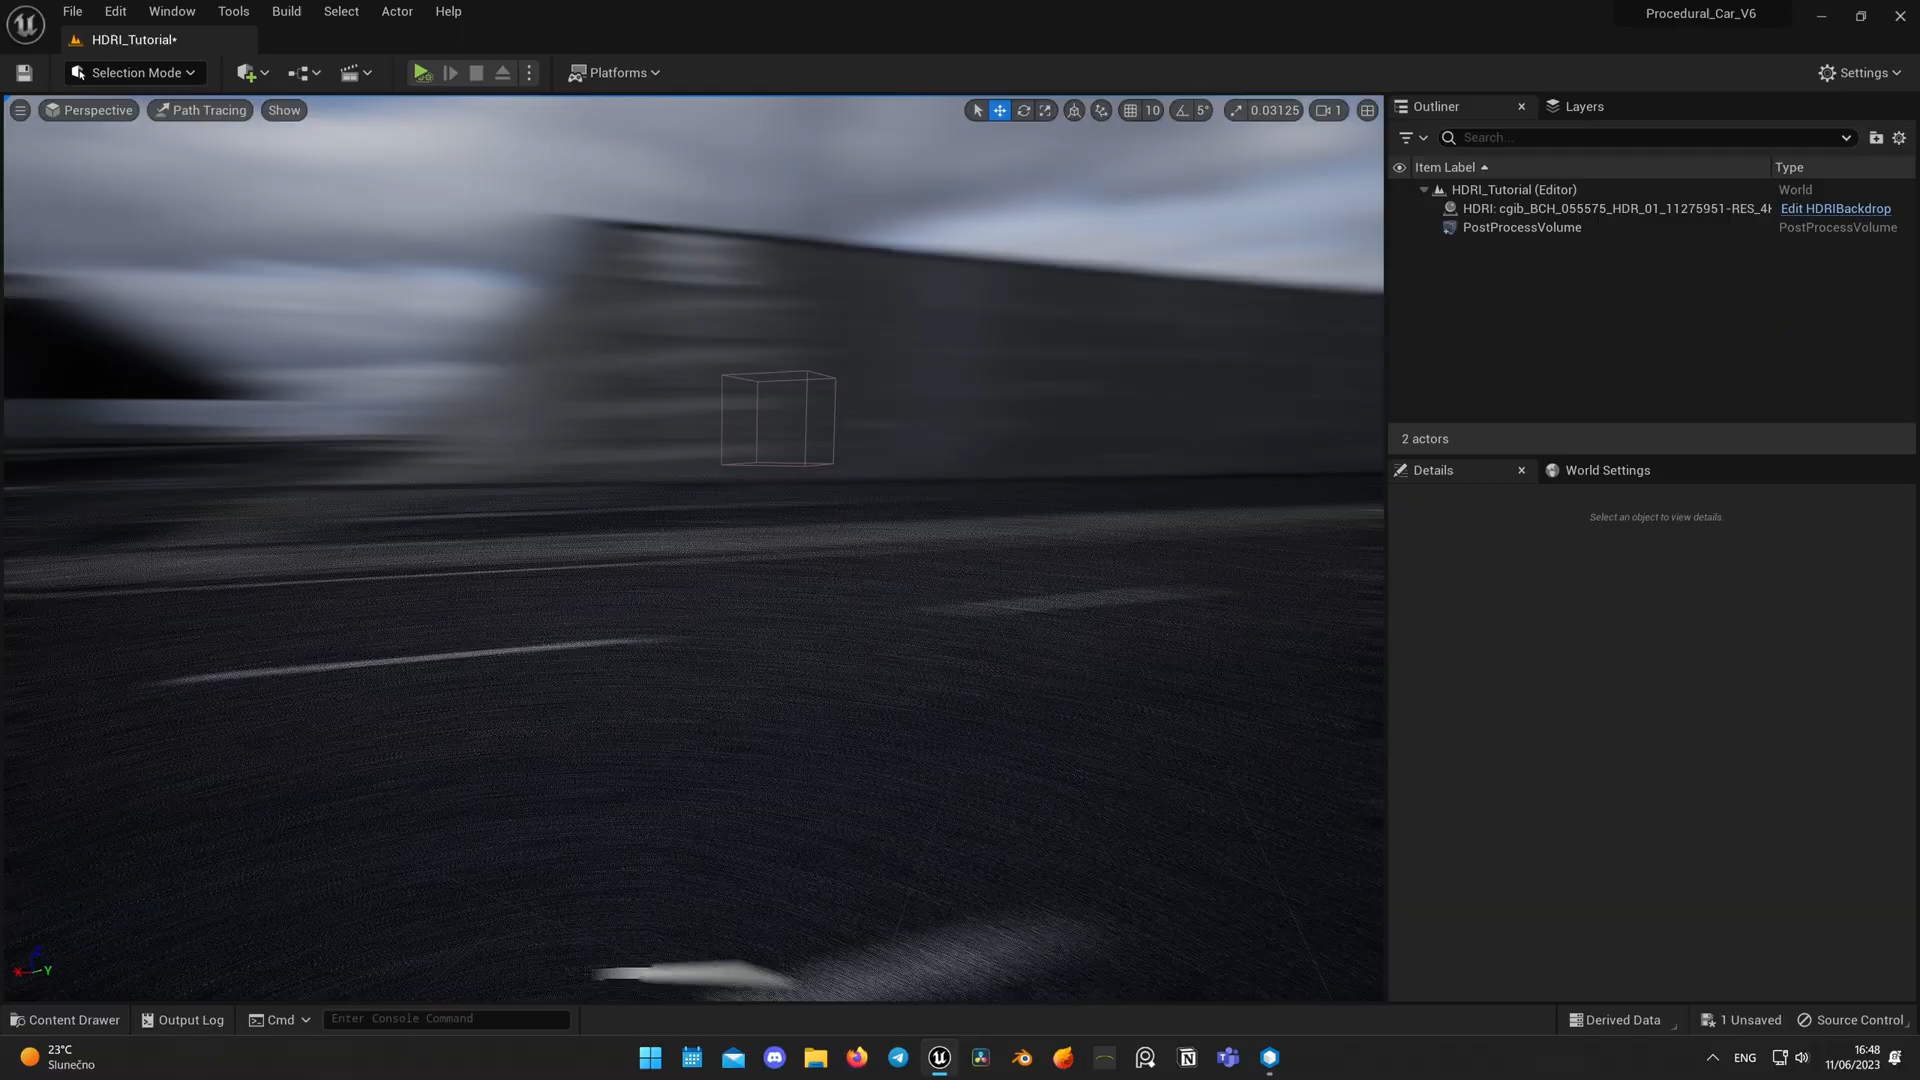 File Edit Window Tools Build Select Actor Help
Procedural_Car_V6
HDRI_Tutorial*
Selection Mode
Platforms
Settings
Perspective Path Tracing Show
10 5° 0.03125 1
Outliner Layers
Search...
Item Label Type
HDRI_Tutorial (Editor) World
HDRI: cgib_BCH_055575_HDR_01_11275951-RES_4K Edit HDRIBackdrop
PostProcessVolume PostProcessVolume
2 actors
Details World Settings
Select an object to view details.
Y
Content Drawer Output Log Cmd Enter Console Command
Derived Data 1 Unsaved Source Control
23°C
Slunečno
ENG
16:48
11/06/2023